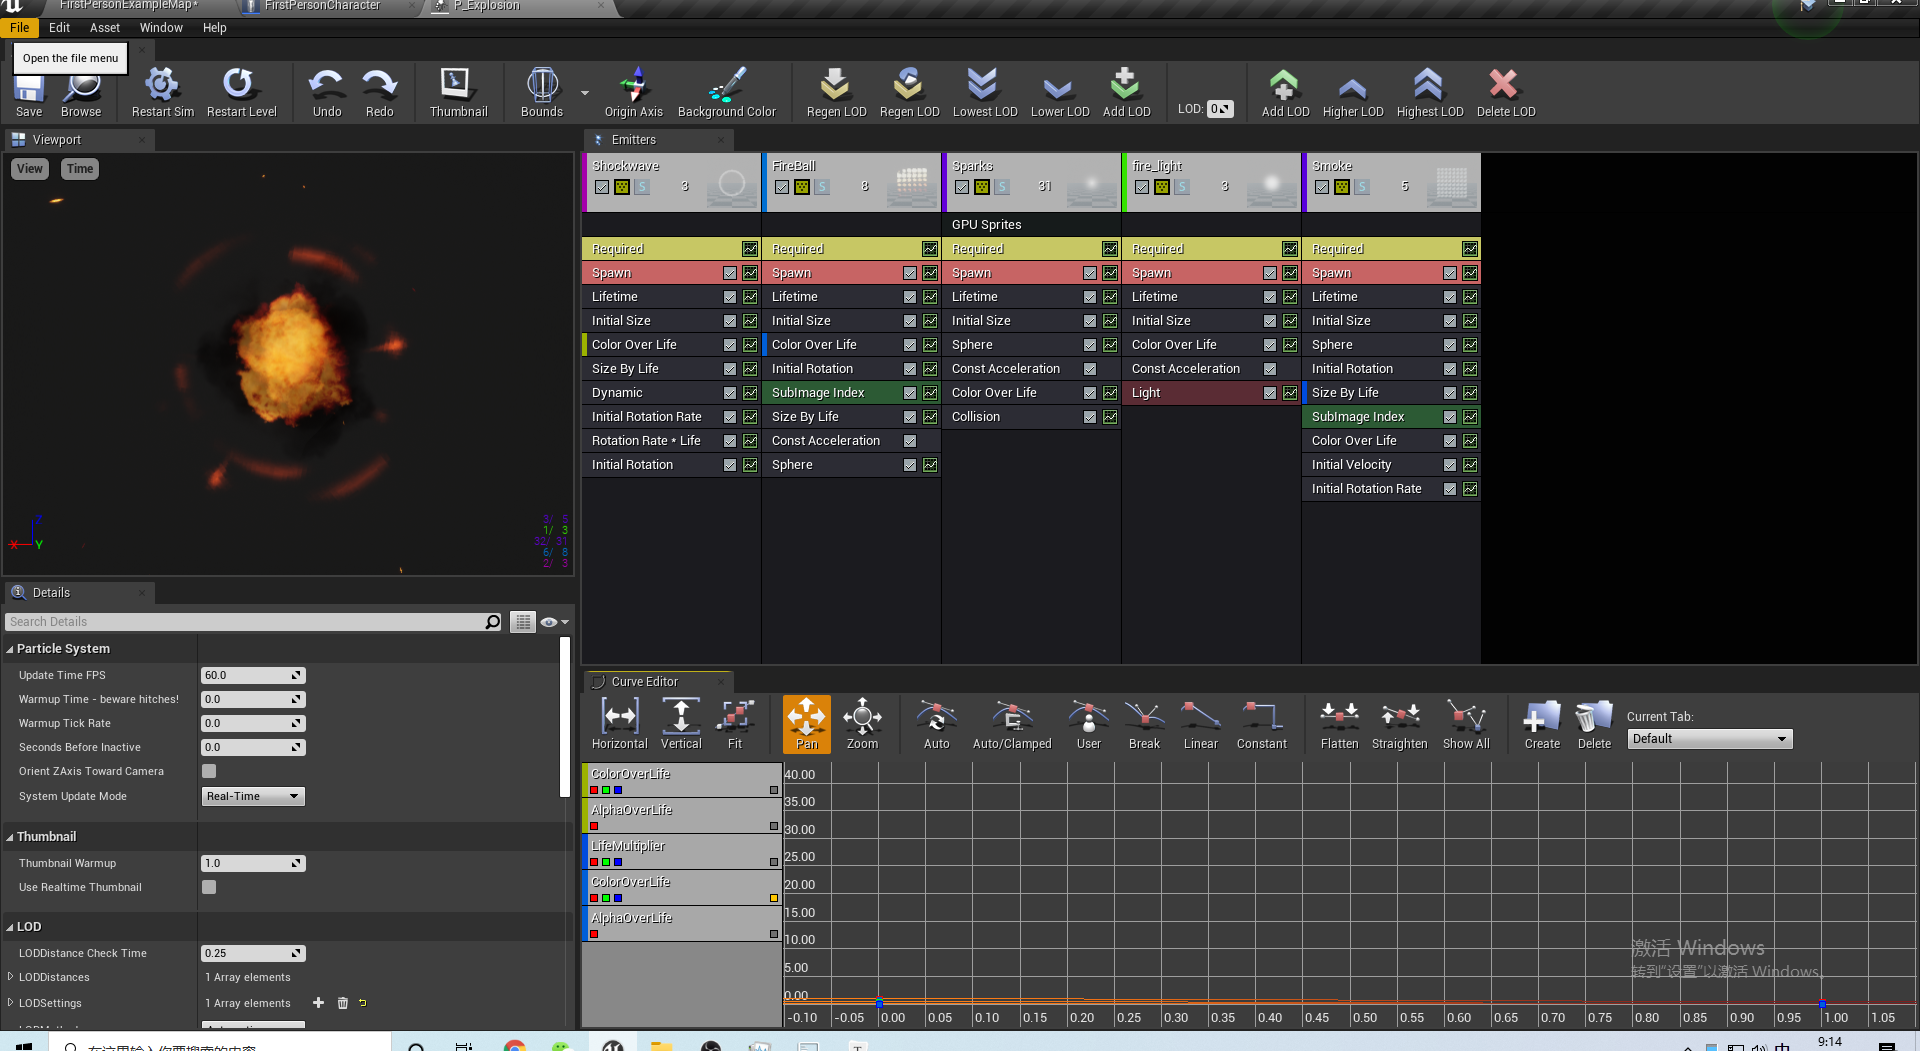 FirstPersonExampleMap*
FirstPersonCharacter
P_Explosion
File Edit Asset Window Help
Open the file menu
Save Browse Restart Sim Restart Level Undo Redo Thumbnail Bounds Origin Axis Background Color Regen LOD Regen LOD Lowest LOD Lower LOD Add LOD LOD: 0 Add LOD Higher LOD Highest LOD Delete LOD
Viewport
View Time
X Y Z
3/ 5
1/ 3
32/ 31
6/ 8
2/ 3
Emitters
Shockwave FireBall Sparks fire_light Smoke
S 3 S 8 S 31 S 3 S 5
GPU Sprites
Required Required Required Required Required
Spawn Spawn Spawn Spawn Spawn
Lifetime Lifetime Lifetime Lifetime Lifetime
Initial Size Initial Size Initial Size Initial Size Initial Size
Color Over Life Color Over Life Sphere Color Over Life Sphere
Size By Life Initial Rotation Const Acceleration Const Acceleration Initial Rotation
Dynamic SubImage Index Color Over Life Light Size By Life
Initial Rotation Rate Size By Life Collision SubImage Index
Rotation Rate * Life Const Acceleration Color Over Life
Initial Rotation Sphere Initial Velocity
Initial Rotation Rate
Details
Search Details
Particle System
Update Time FPS 60.0
Warmup Time - beware hitches! 0.0
Warmup Tick Rate 0.0
Seconds Before Inactive 0.0
Orient ZAxis Toward Camera
System Update Mode Real-Time
Thumbnail
Thumbnail Warmup 1.0
Use Realtime Thumbnail
LOD
LODDistance Check Time 0.25
LODDistances 1 Array elements
LODSettings 1 Array elements
Curve Editor
Horizontal Vertical Fit Pan Zoom Auto Auto/Clamped User Break Linear Constant Flatten Straighten Show All Create Delete
Current Tab:
Default
ColorOverLife
AlphaOverLife
LifeMultiplier
ColorOverLife
AlphaOverLife
40.00
35.00
30.00
25.00
20.00
15.00
10.00
5.00
0.00
-0.10 -0.05 0.00 0.05 0.10 0.15 0.20 0.25 0.30 0.35 0.40 0.45 0.50 0.55 0.60 0.65 0.70 0.75 0.80 0.85 0.90 0.95 1.00 1.05
激活 Windows
转到"设置"以激活 Windows。
在这里输入你要搜索的内容
中
9:14